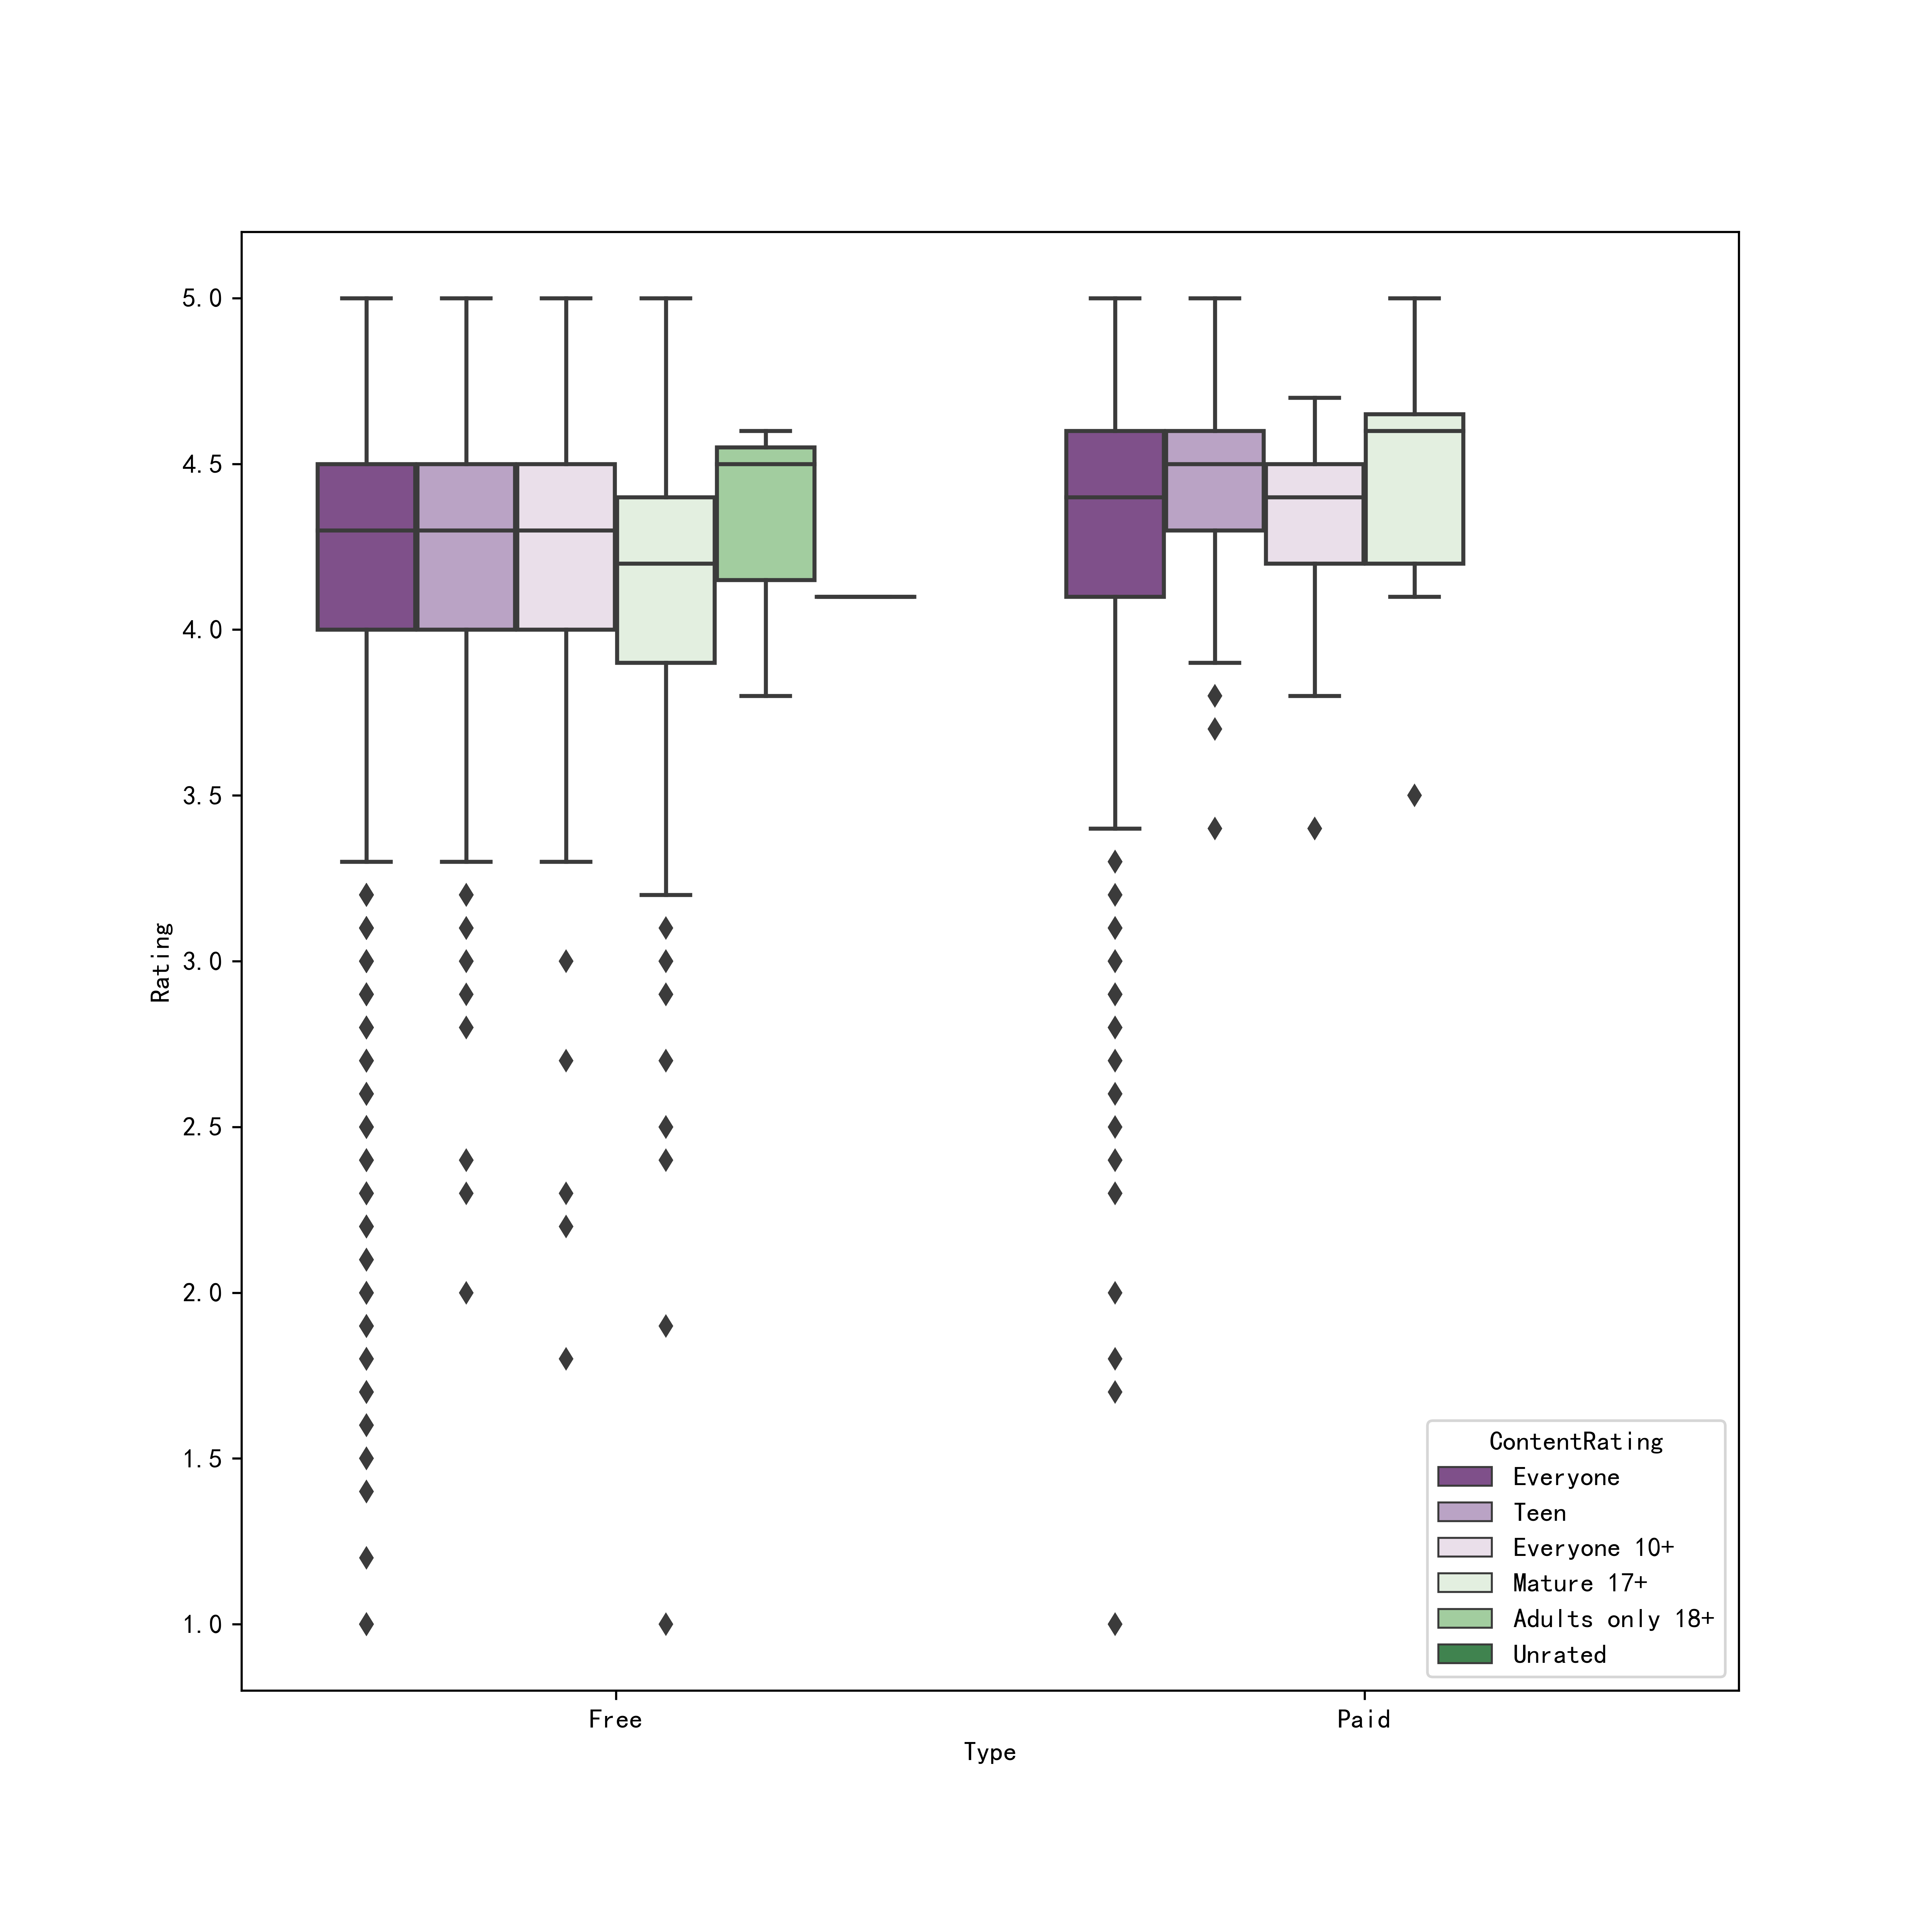 5.0
4.5
4.0
3.5
3.0
2.5
2.0
1.5
1.0
Rating
Free
Paid
Type
ContentRating
Everyone
Teen
Everyone 10+
Mature 17+
Adults only 18+
Unrated